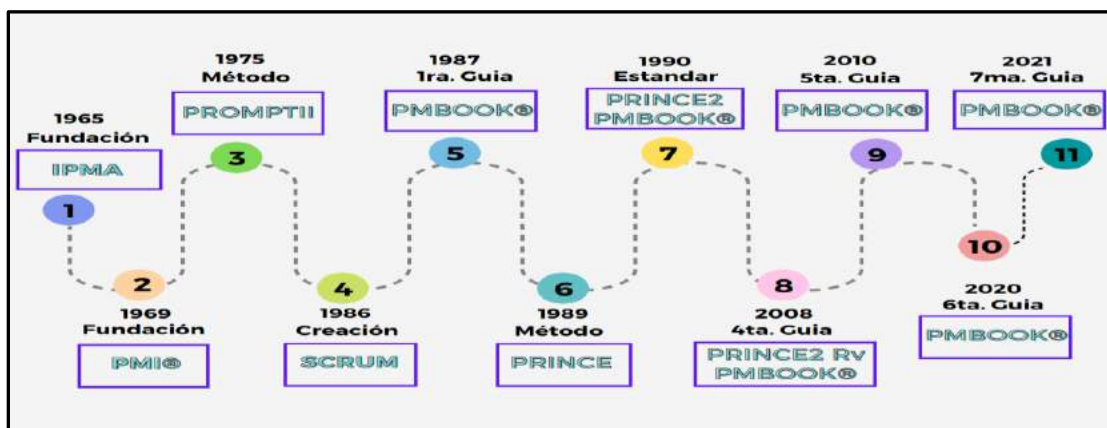 1965
Fundación
IPMA
1
2
1969
Fundación
PMI®
1975
Método
PROMPTII
3
4
1986
Creación
SCRUM
1987
1ra. Guia
PMBOOK®
5
6
1989
Método
PRINCE
1990
Estandar
PRINCE2
PMBOOK®
7
8
2008
4ta. Guia
PRINCE2 Rv
PMBOOK®
2010
5ta. Guia
PMBOOK®
9
10
2020
6ta. Guia
PMBOOK®
2021
7ma. Guia
PMBOOK®
11